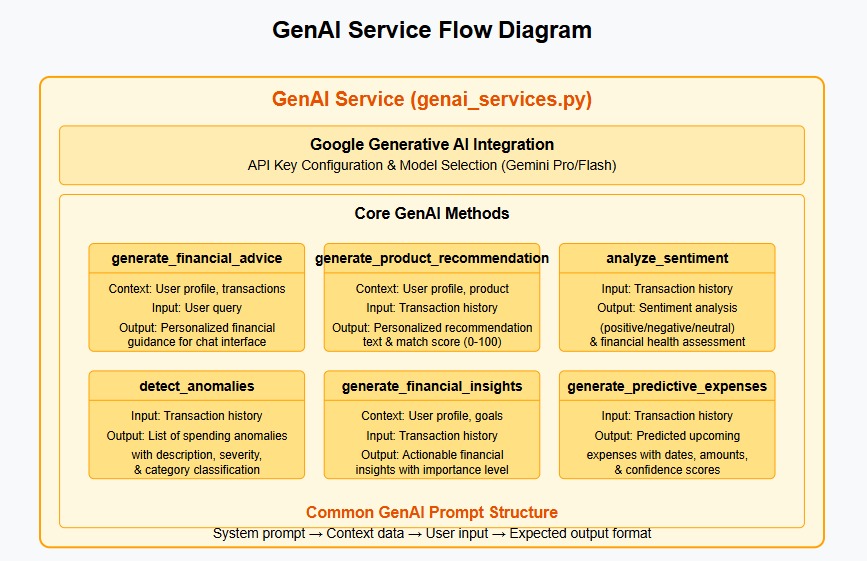 GenAI Service Flow Diagram
GenAI Service (genai_services.py)
Google Generative AI Integration
API Key Configuration & Model Selection (Gemini Pro/Flash)
Core GenAI Methods
generate_financial_advice
Context: User profile, transactions
Input: User query
Output: Personalized financial
guidance for chat interface
generate_product_recommendation
Context: User profile, product
Input: Transaction history
Output: Personalized recommendation
text & match score (0-100)
analyze_sentiment
Input: Transaction history
Output: Sentiment analysis
(positive/negative/neutral)
& financial health assessment
detect_anomalies
Input: Transaction history
Output: List of spending anomalies
with description, severity,
& category classification
generate_financial_insights
Context: User profile, goals
Input: Transaction history
Output: Actionable financial
insights with importance level
generate_predictive_expenses
Input: Transaction history
Output: Predicted upcoming
expenses with dates, amounts,
& confidence scores
Common GenAI Prompt Structure
System prompt → Context data → User input → Expected output format